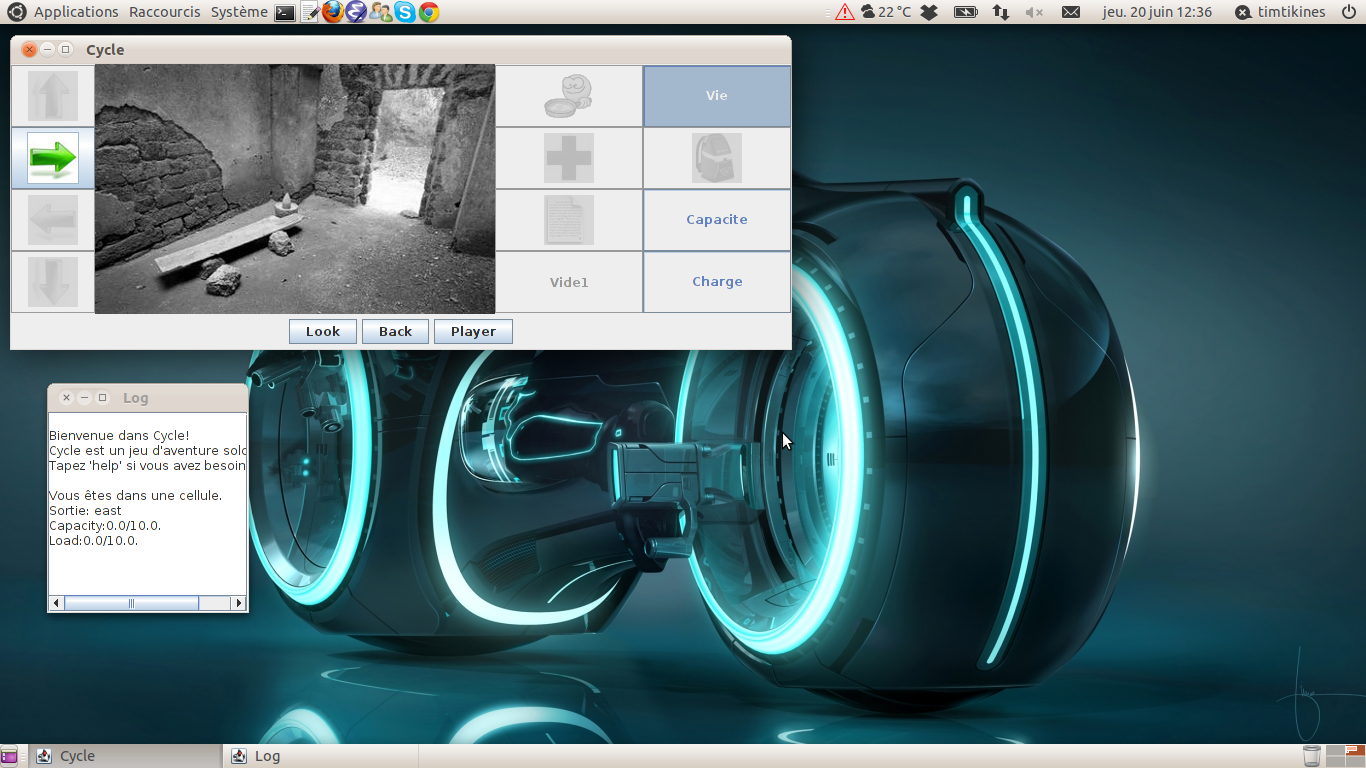 Applications Raccourcis Système 22 °C jeu. 20 juin 12:36 timtikines
Cycle
Vie
Capacite
Vide1 Charge
Look Back Player
Log
Bienvenue dans Cycle!
Cycle est un jeu d'aventure solo
Tapez 'help' si vous avez besoin
Vous êtes dans une cellule.
Sortie: east
Capacity:0.0/10.0.
Load:0.0/10.0.
Cycle Log